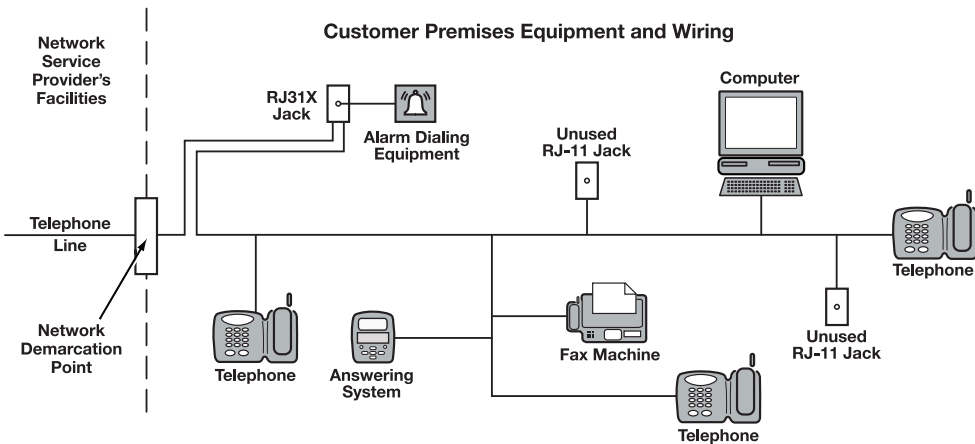 Customer Premises Equipment and Wiring
Network
Service
Provider's
Facilities
RJ31X
Jack
Alarm Dialing
Equipment
Unused
RJ-11 Jack
Computer
Telephone
Line
Telephone
Network
Demarcation
Point
Telephone
Answering
System
Fax Machine
Unused
RJ-11 Jack
Telephone